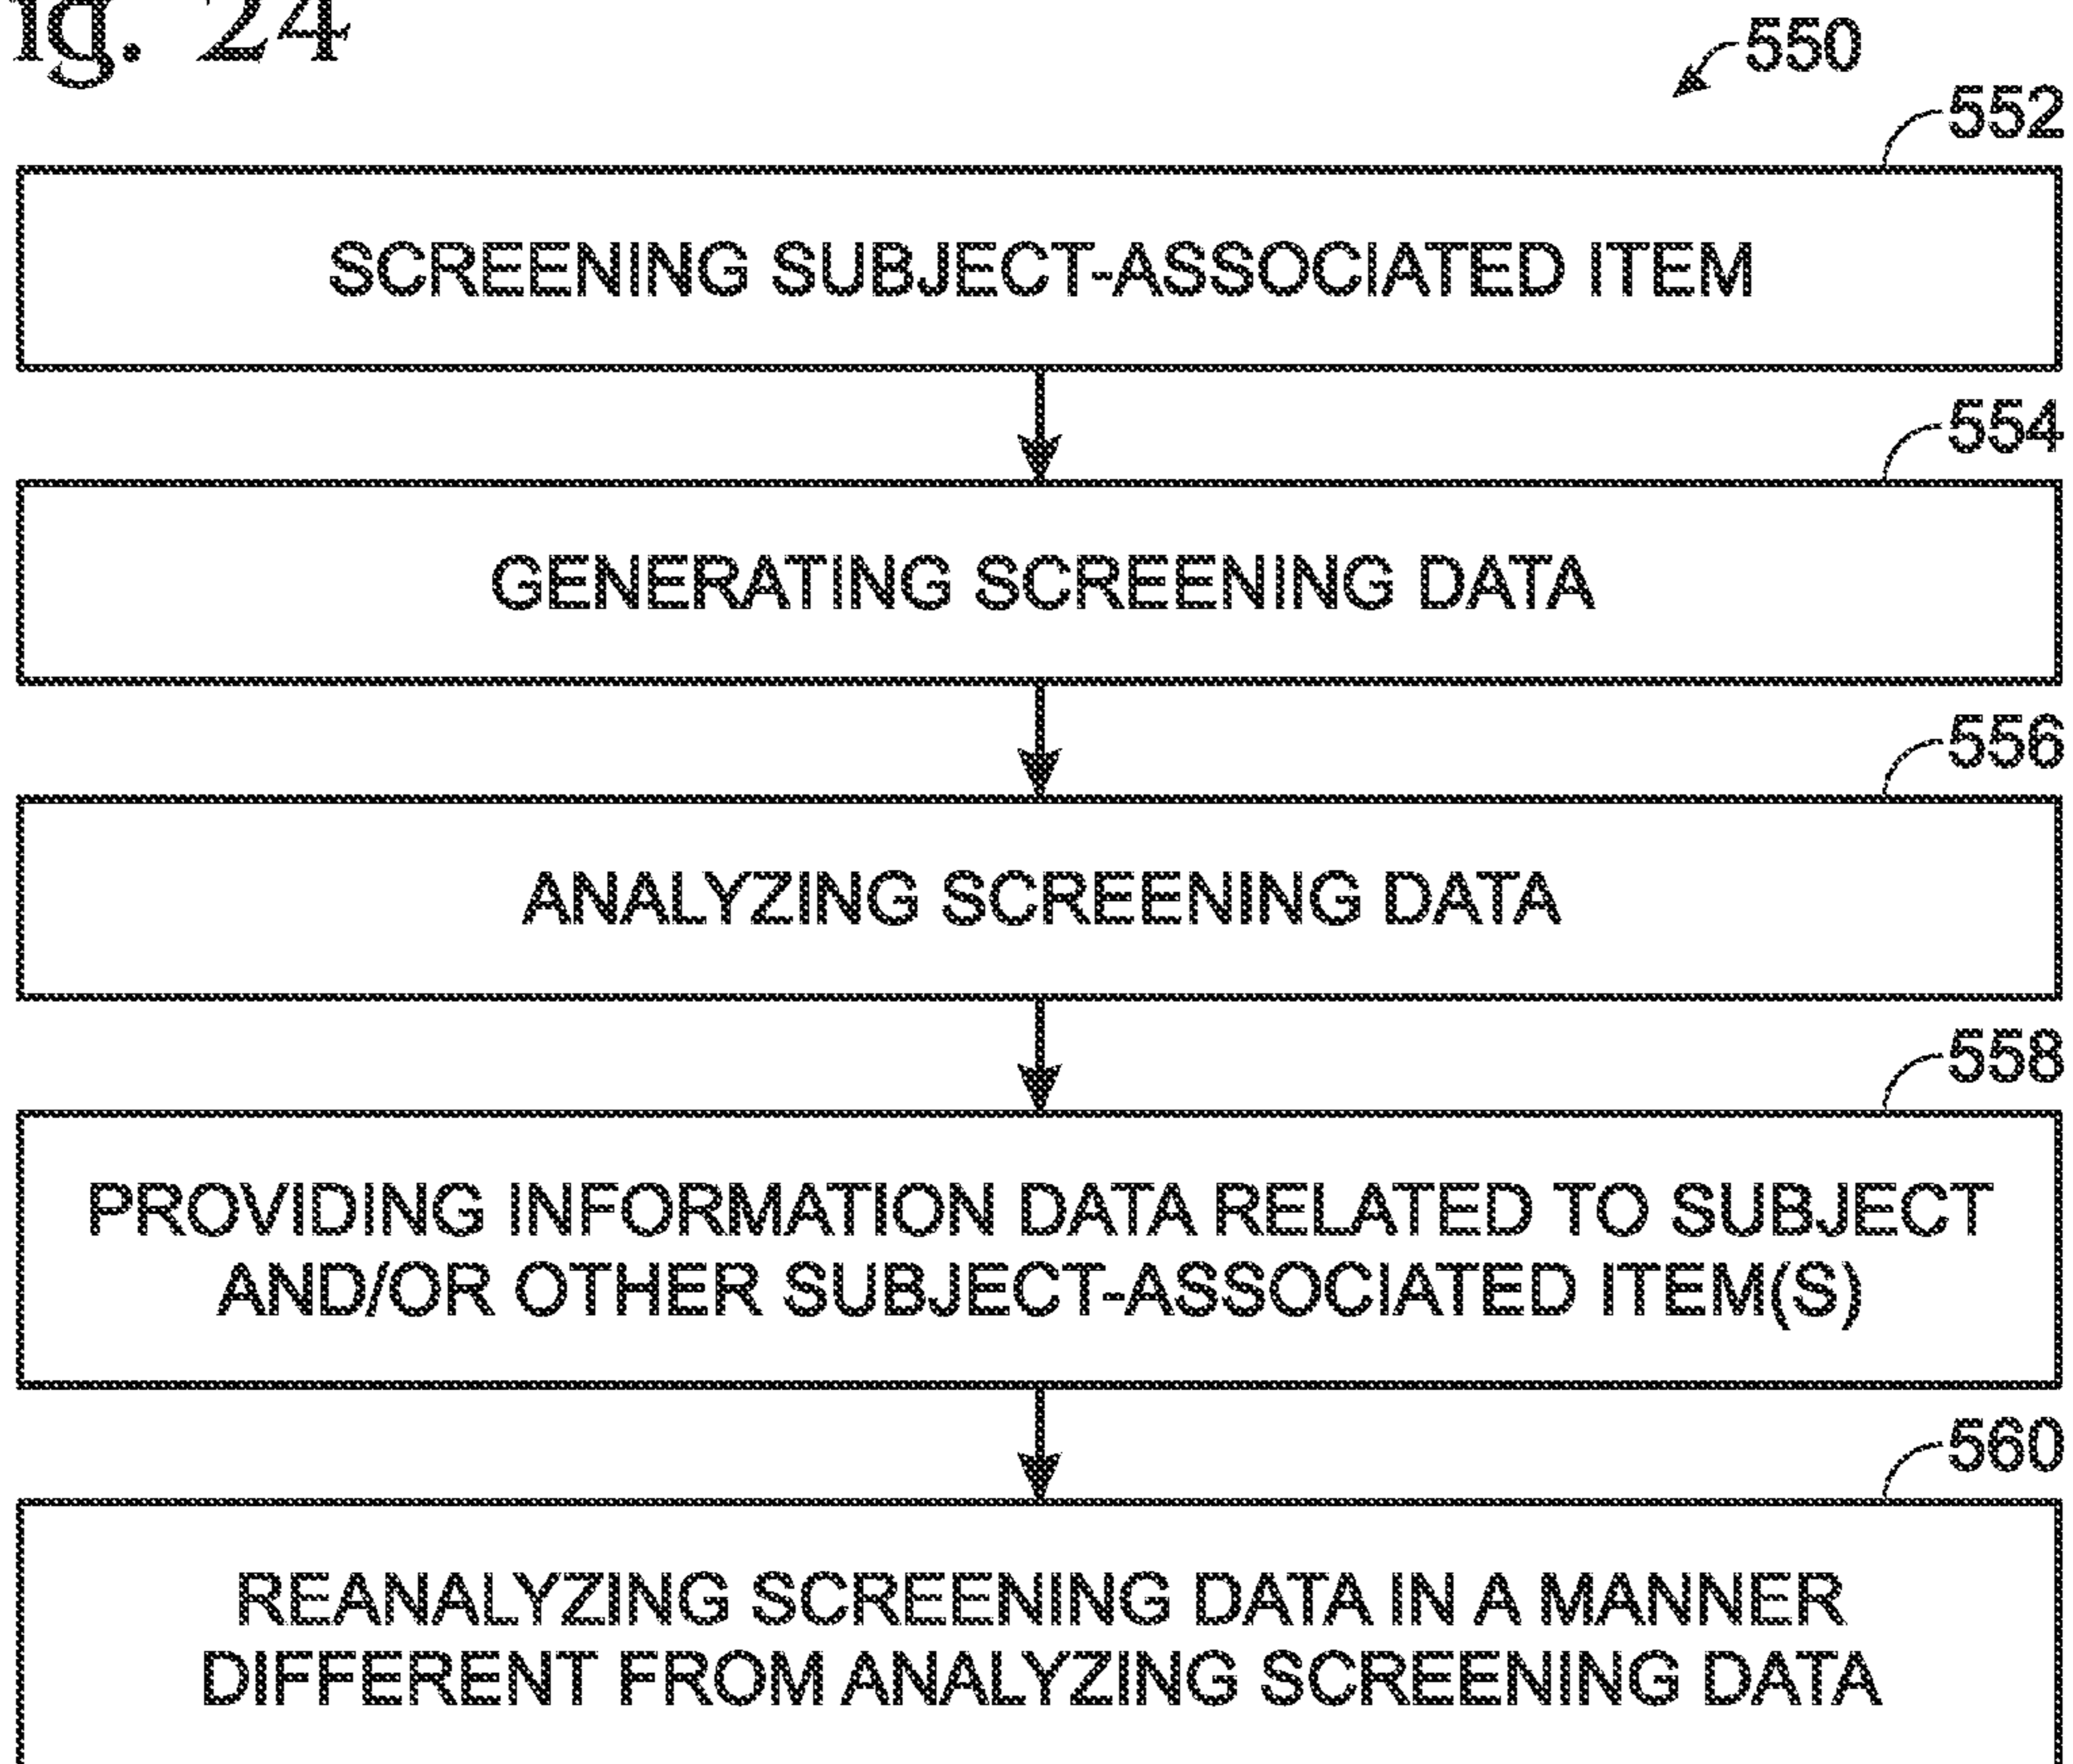 ig. 24
550
552
SCREENING SUBJECT-ASSOCIATED ITEM
554
GENERATING SCREENING DATA
556
ANALYZING SCREENING DATA
558
PROVIDING INFORMATION DATA RELATED TO SUBJECT
AND/OR OTHER SUBJECT-ASSOCIATED ITEM(S)
560
REANALYZING SCREENING DATA IN A MANNER
DIFFERENT FROM ANALYZING SCREENING DATA